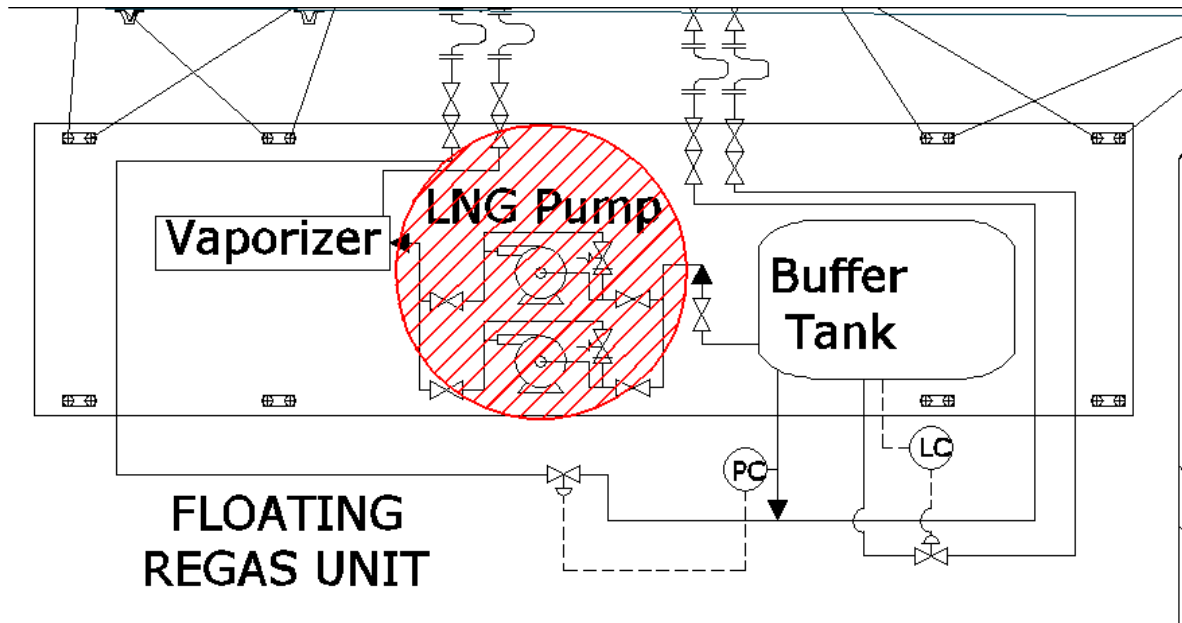 LNG Pump
Vaporizer
Buffer
Tank
LC
PC
FLOATING
REGAS UNIT